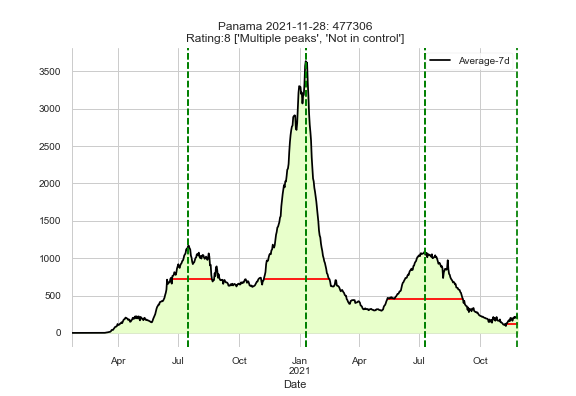 Panama 2021-11-28: 477306
Rating:8 ['Multiple peaks', 'Not in control']
Average-7d
3500
3000
2500
2000
1500
1000
500
0
Apr Jul Oct Jan Apr Jul Oct
2021
Date